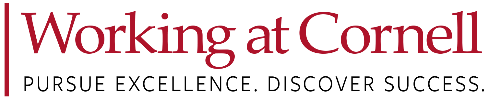 Working at Cornell
PURSUE EXCELLENCE. DISCOVER SUCCESS.